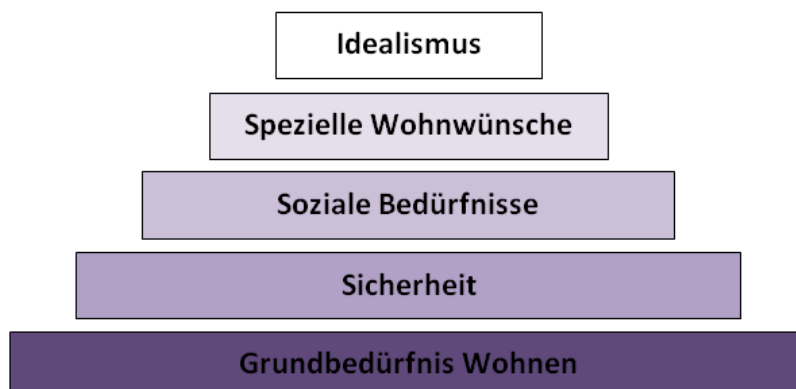 Idealismus
Spezielle Wohnwünsche
Soziale Bedürfnisse
Sicherheit
Grundbedürfnis Wohnen